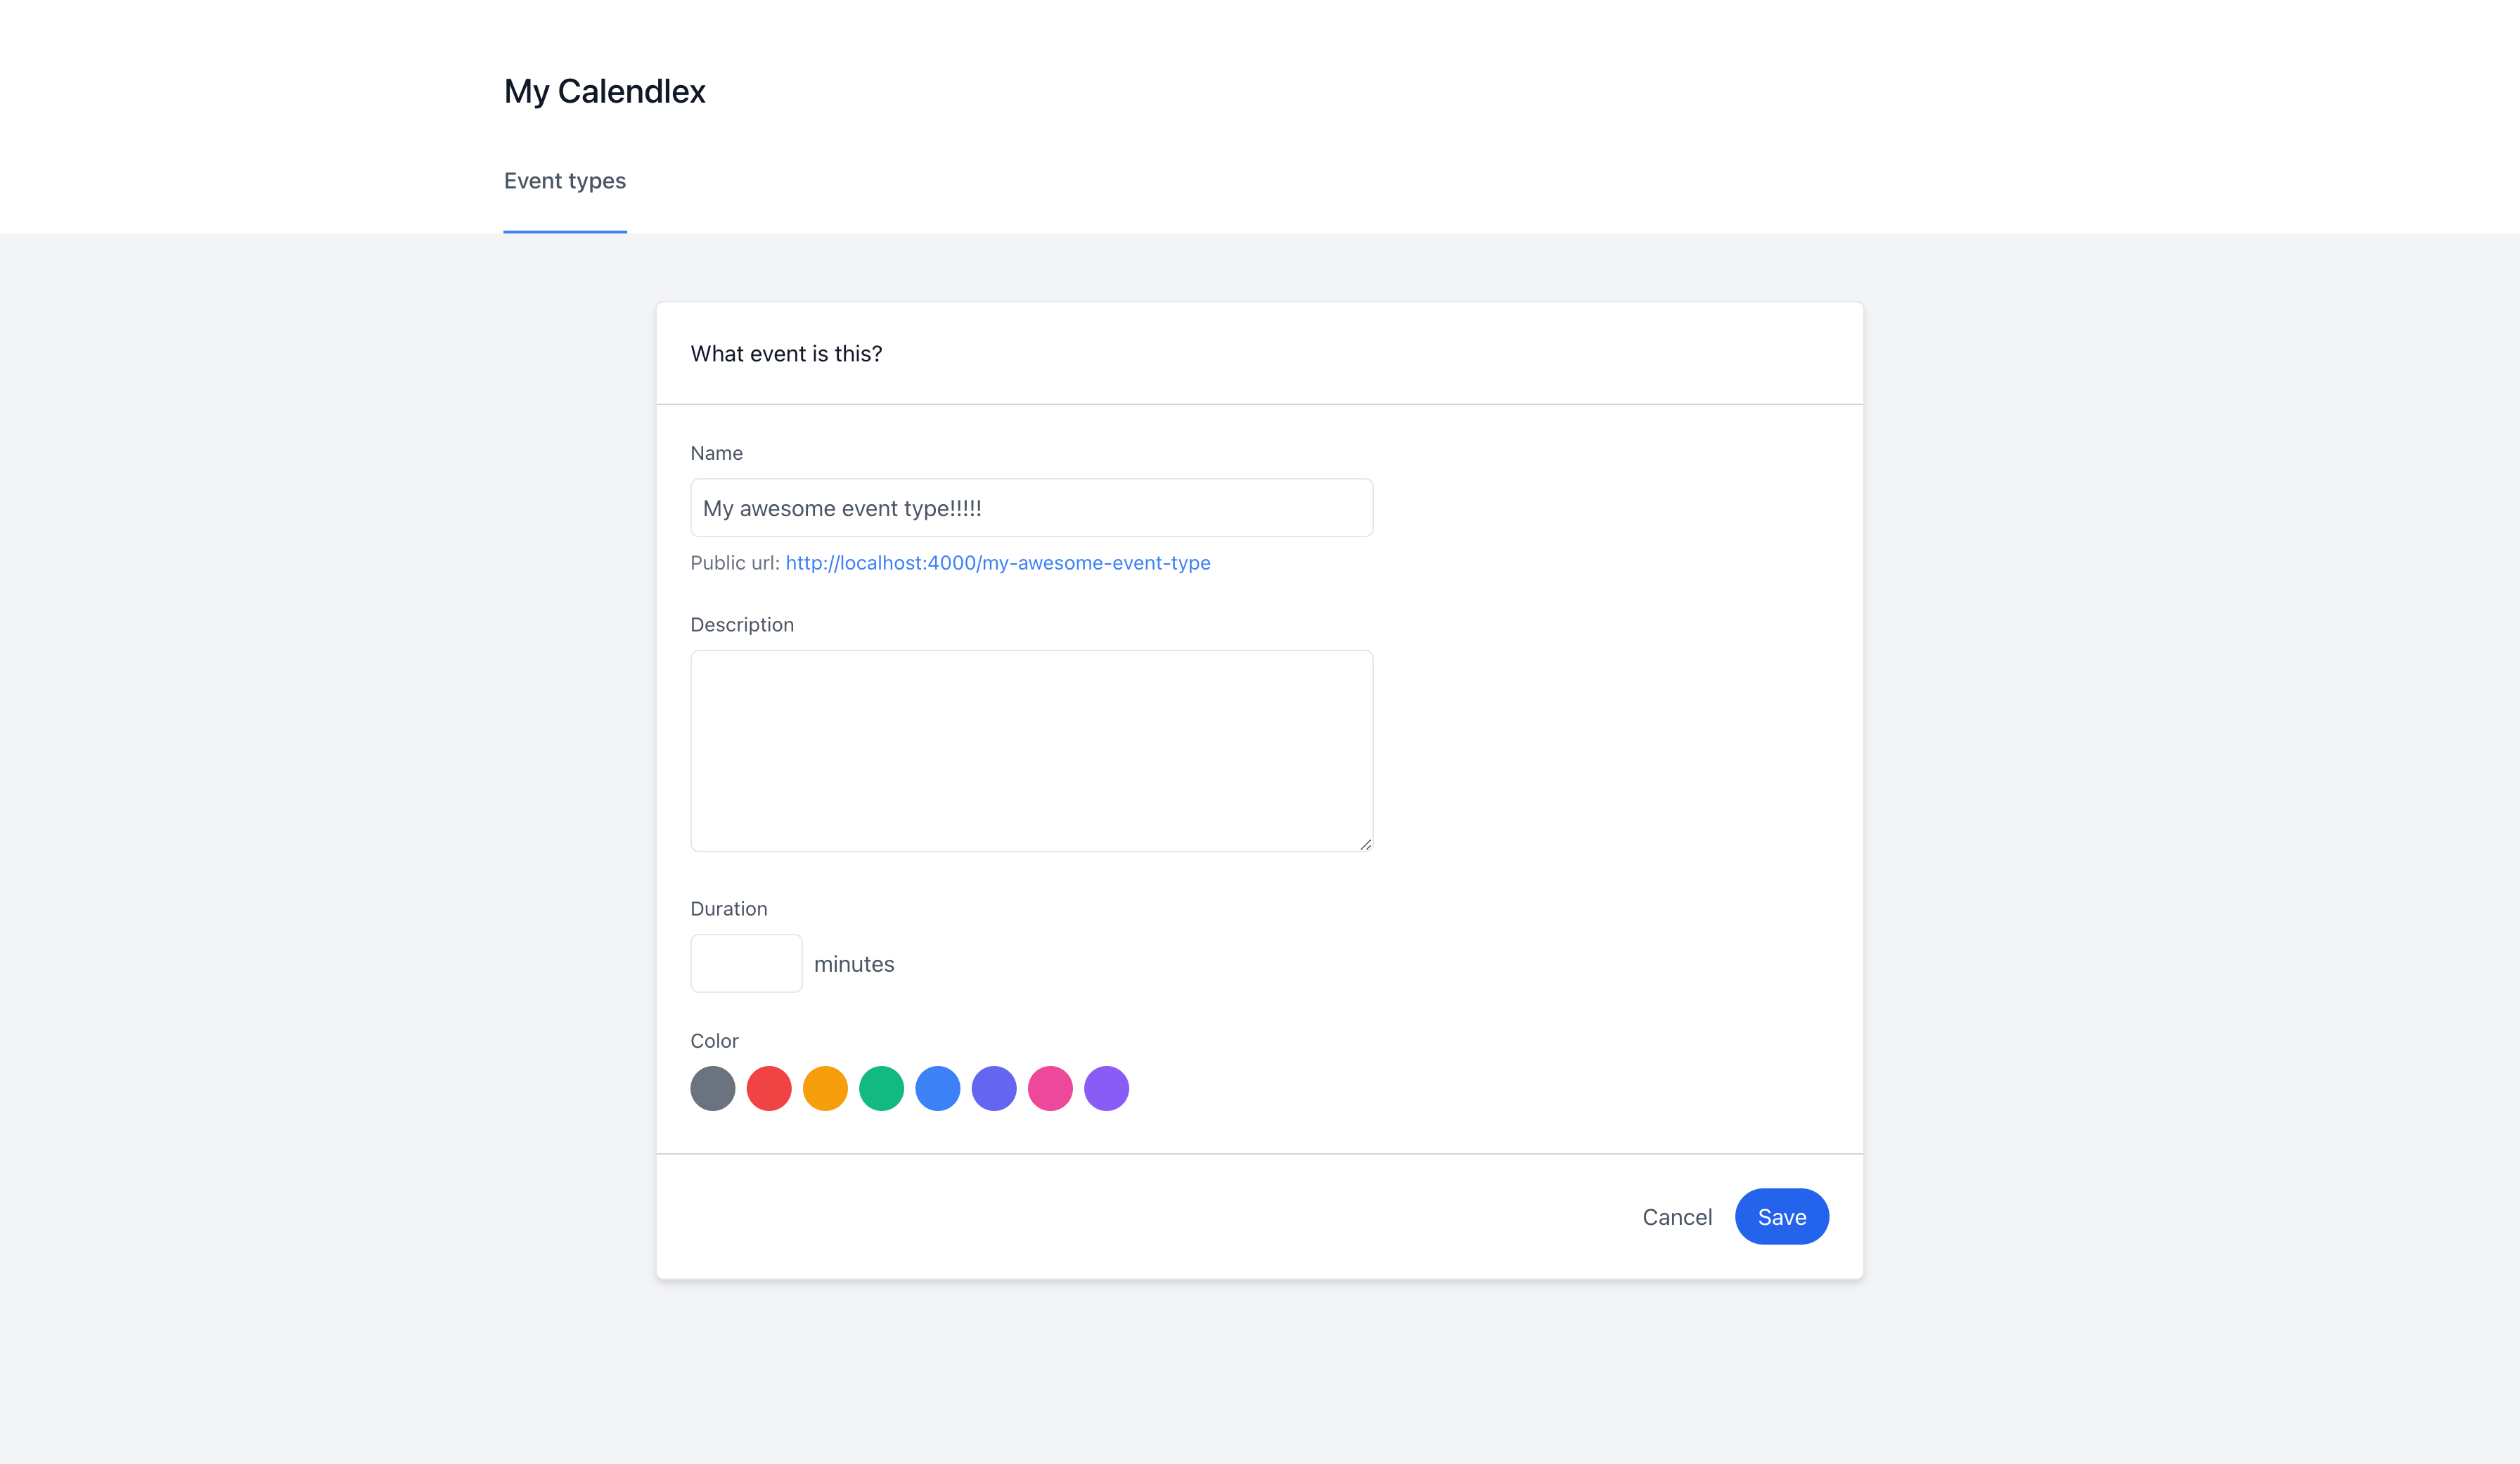 My Calendlex
Event types
What event is this?
Name
My awesome event type!!!!!
Public url: http://localhost:4000/my-awesome-event-type
Description
Duration
minutes
Color
Cancel Save